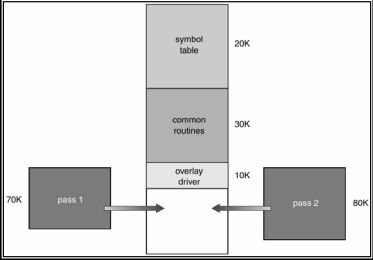 symbol
table
20K
common
routines
30K
overlay
driver
10K
70K
pass 1
pass 2
80K